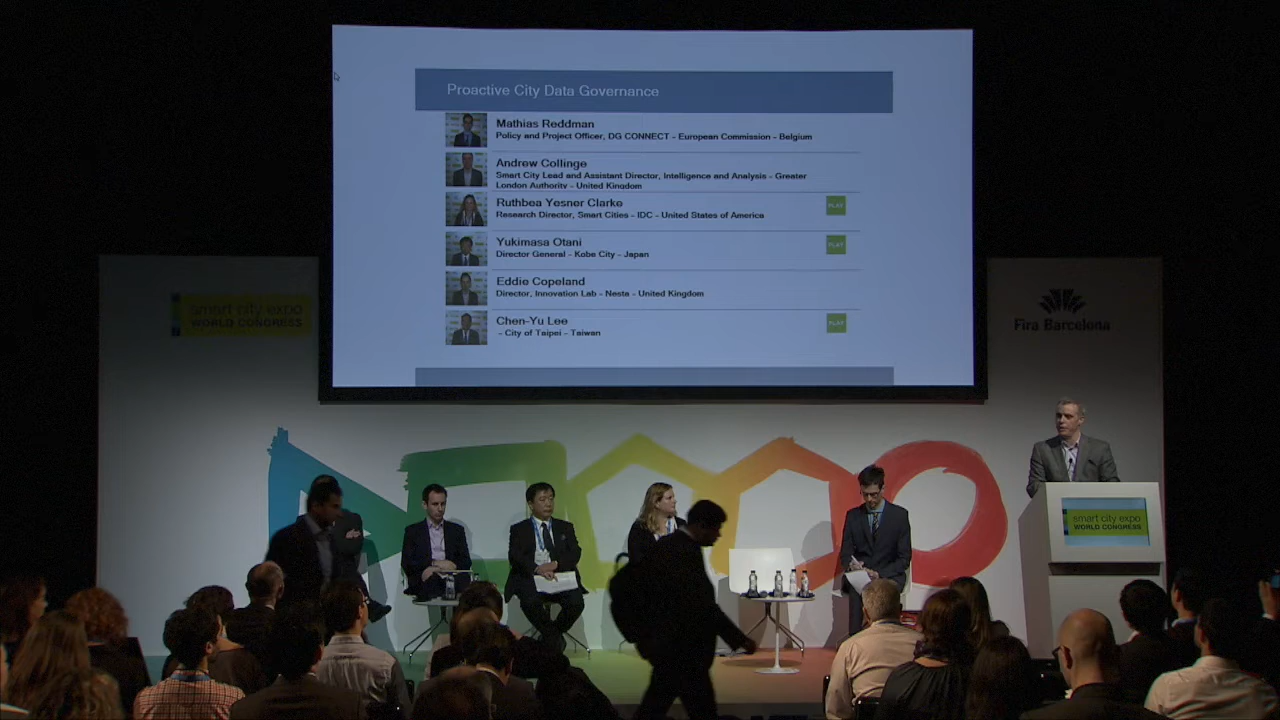 Proactive City Data Governance
Mathias Reddman
Policy and Project Officer, DG CONNECT - European Commission - Belgium
Andrew Collinge
Smart City Lead and Assistant Director, Intelligence and Analysis - Greater
London Authority - United Kingdom
Ruthbea Yesner Clarke
PLAY
Research Director, Smart Cities - IDC - United States of America
Yukimasa Otani
PLAY
Director General - Kobe City - Japan
Eddie Copeland
Director, Innovation Lab - Nesta - United Kingdom
Chen-Yu Lee
PLAY
- City of Taipei - Taiwan
smart city expo
WORLD CONGRESS
Fira Barcelona
smart city expo
WORLD CONGRESS